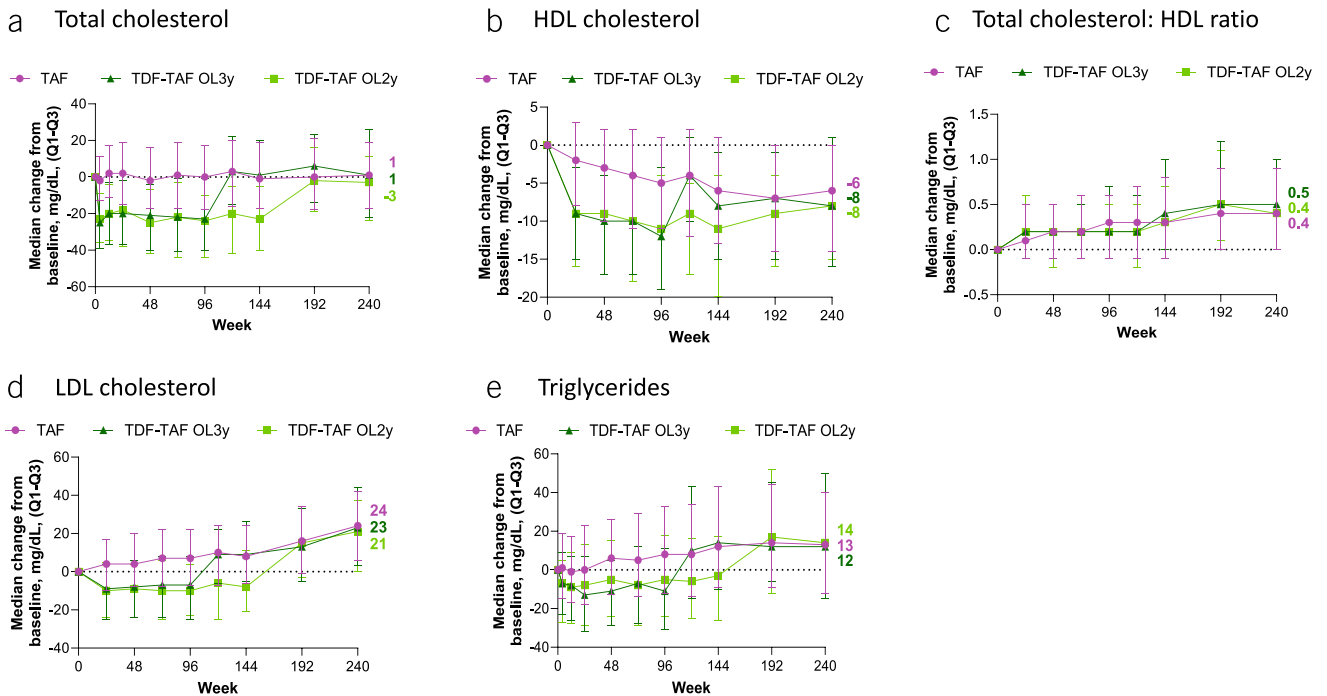 a Total cholesterol
TAF TDF-TAF OL3y TDF-TAF OL2y
Median change from
baseline, mg/dL, (Q1-Q3)
40
20
0
-20
-40
-60
1
1
-3
0 48 96 144 192 240
Week
b HDL cholesterol
TAF TDF-TAF OL3y TDF-TAF OL2y
Median change from
baseline, mg/dL, (Q1-Q3)
5
0
-5
-10
-15
-20
-6
-8
-8
0 48 96 144 192 240
Week
c Total cholesterol: HDL ratio
TAF TDF-TAF OL3y TDF-TAF OL2y
Median change from
baseline, mg/dL, (Q1-Q3)
1.5
1.0
0.5
0.0
-0.5
0.5
0.4
0.4
0 48 96 144 192 240
Week
d LDL cholesterol
TAF TDF-TAF OL3y TDF-TAF OL2y
Median change from
baseline, mg/dL, (Q1-Q3)
60
40
20
0
-20
-40
24
23
21
0 48 96 144 192 240
Week
e Triglycerides
TAF TDF-TAF OL3y TDF-TAF OL2y
Median change from
baseline, mg/dL, (Q1-Q3)
60
40
20
0
-20
-40
14
13
12
0 48 96 144 192 240
Week